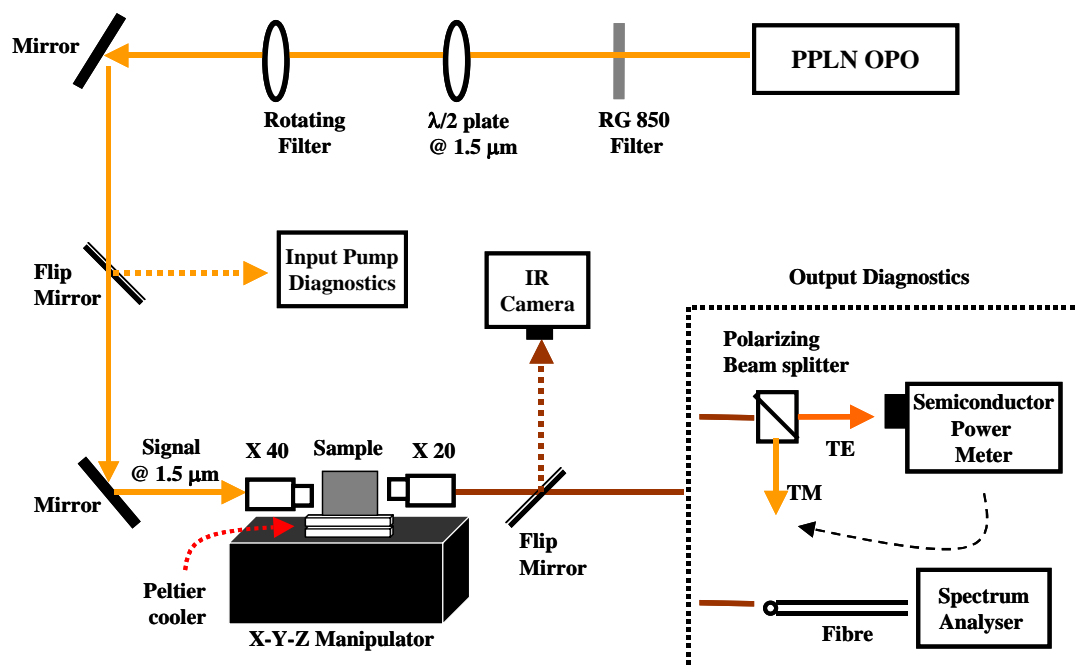 Mirror
PPLN OPO
Rotating
Filter
λ/2 plate
@ 1.5 μm
RG 850
Filter
Flip
Mirror
Input Pump
Diagnostics
IR
Camera
Output Diagnostics
Polarizing
Beam splitter
Semiconductor
Power
Meter
TE
TM
Signal
@ 1.5 μm
X 40
Sample
X 20
Mirror
Flip
Mirror
Peltier
cooler
X-Y-Z Manipulator
Fibre
Spectrum
Analyser